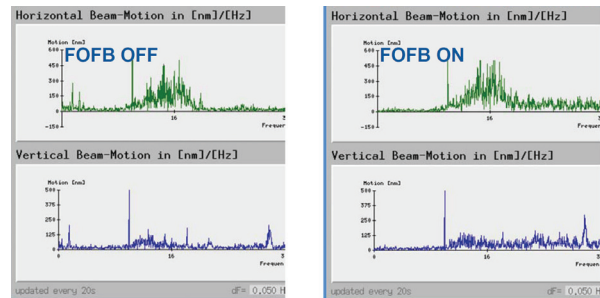 Horizontal Beam-Motion in [nm]/[Hz]
Motion [nm]
FOFB OFF
600
450
300
150
0
-150
0
16
Frequen
Vertical Beam-Motion in [nm]/[Hz]
Motion [nm]
500
375
250
125
0
0
16
Frequen
updated every 20s
dF= 0,050 H
Horizontal Beam-Motion in [nm]/[Hz]
Motion [nm]
FOFB ON
600
450
300
150
0
-150
16
Frequen
Vertical Beam-Motion in [nm]/[Hz]
Motion [nm]
500
375
250
125
0
0
16
Frequen
updated every 20s
dF= 0,050 H